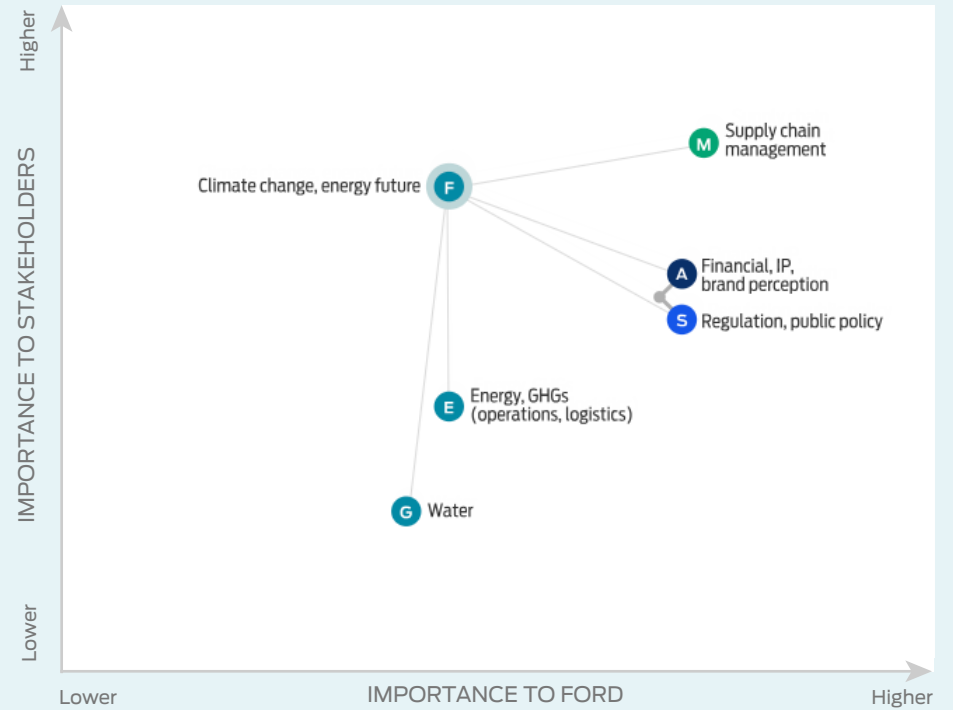 Higher
IMPORTANCE TO STAKEHOLDERS
Lower
M
Supply chain
management
Climate change, energy future
F
A
Financial, IP,
brand perception
S
Regulation, public policy
E
Energy, GHGs
(operations, logistics)
G
Water
Lower
IMPORTANCE TO FORD
Higher